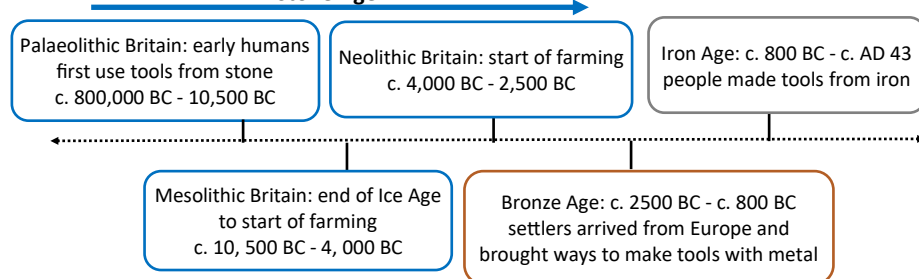 Palaeolithic Britain: early humans
first use tools from stone
c. 800,000 BC - 10,500 BC
Neolithic Britain: start of farming
c. 4,000 BC - 2,500 BC
Iron Age: c. 800 BC - c. AD 43
people made tools from iron
Mesolithic Britain: end of Ice Age
to start of farming
c. 10, 500 BC - 4, 000 BC
Bronze Age: c. 2500 BC - c. 800 BC
settlers arrived from Europe and
brought ways to make tools with metal